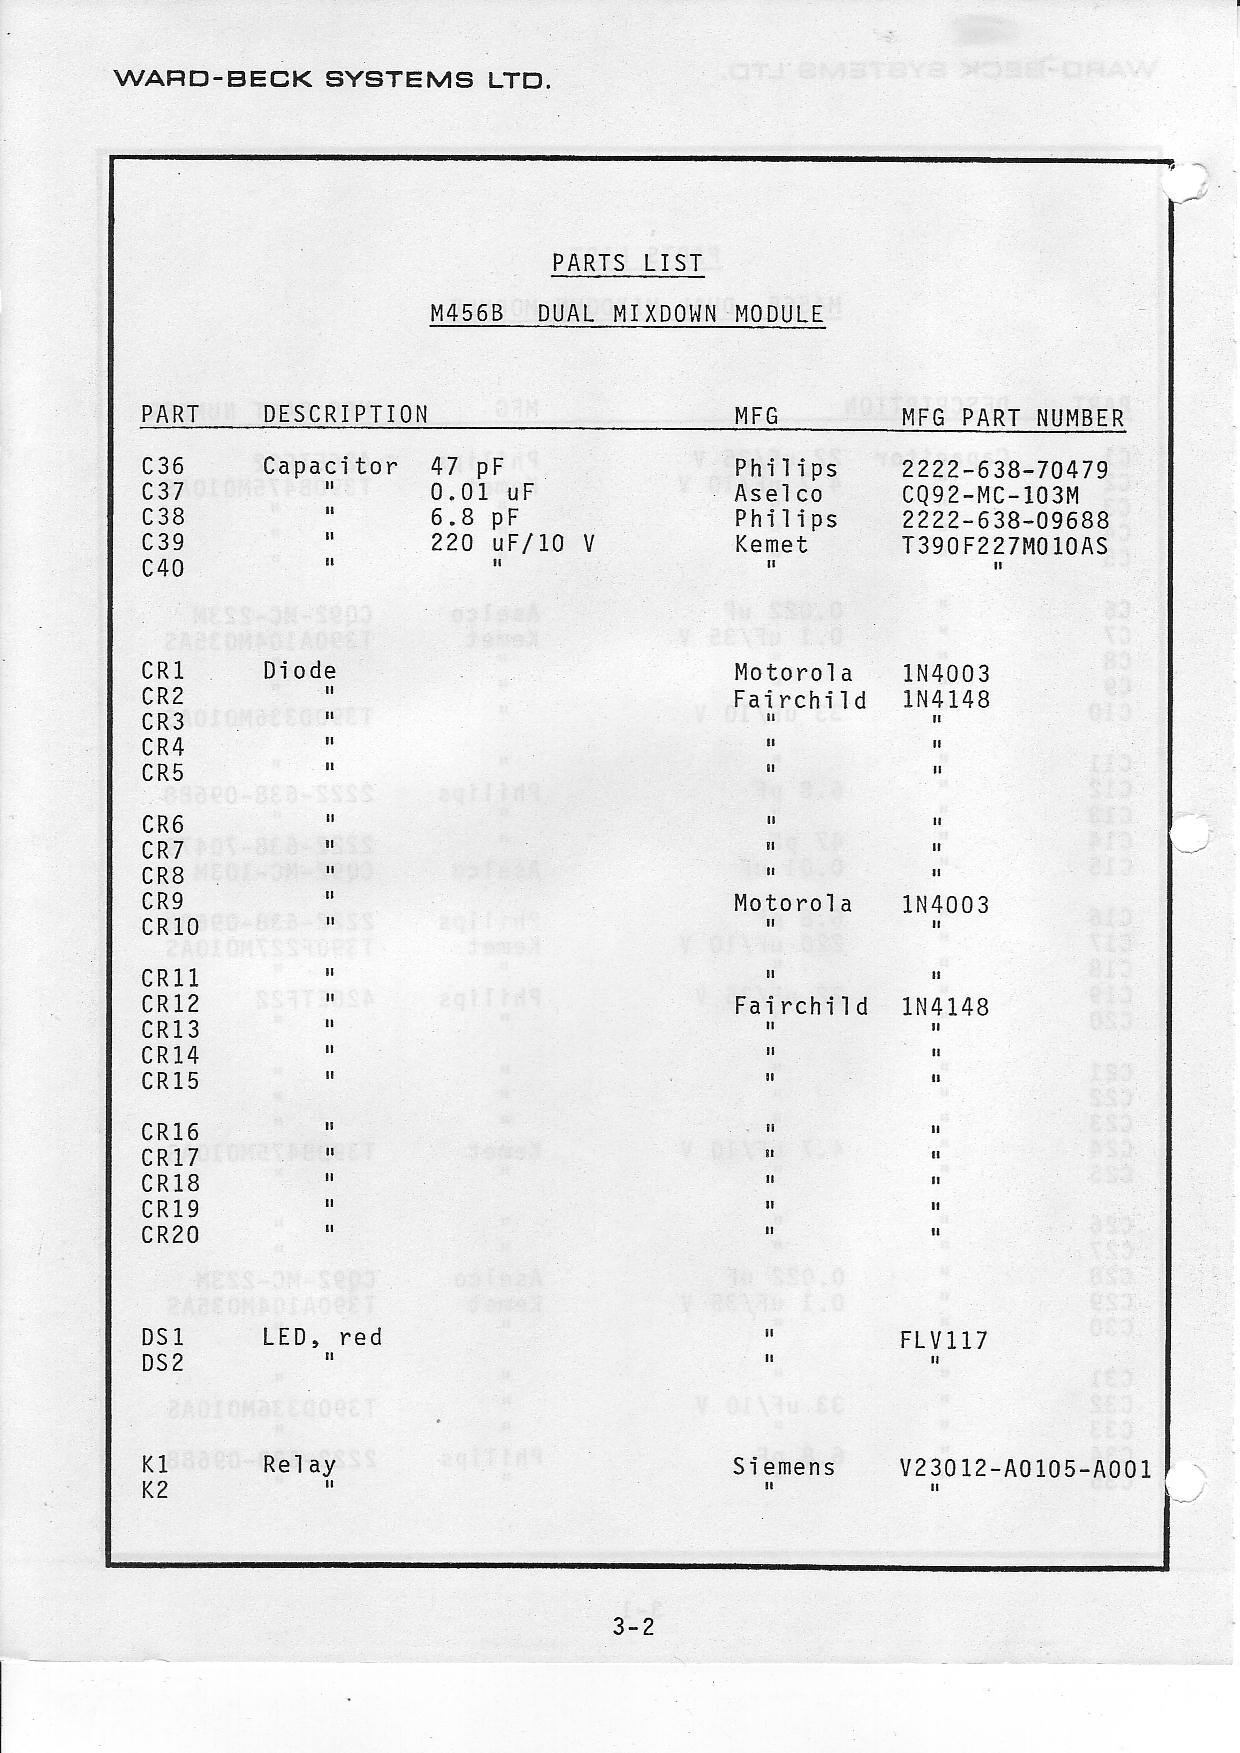 WARD-BECK SYSTEMS LTD.
PARTS LIST
M456B DUAL MIXDOWN MODULE
PART DESCRIPTION MFG MFG PART NUMBER
C36 Capacitor 47 pF Philips 2222-638-70479
C37 " 0.01 uF Aselco CQ92-MC-103M
C38 " 6.8 pF Philips 2222-638-09688
C39 " 220 uF/10 V Kemet T390F227M010AS
C40 " " " "
CR1 Diode Motorola 1N4003
CR2 " Fairchild 1N4148
CR3 " " "
CR4 " " "
CR5 " " "
CR6 " " "
CR7 " " "
CR8 " " "
CR9 " Motorola 1N4003
CR10 " " "
CR11 " " "
CR12 " Fairchild 1N4148
CR13 " " "
CR14 " " "
CR15 " " "
CR16 " " "
CR17 " " "
CR18 " " "
CR19 " " "
CR20 " " "
DS1 LED, red " FLV117
DS2 " " "
K1 Relay Siemens V23012-A0105-A001
K2 " " "
3-2